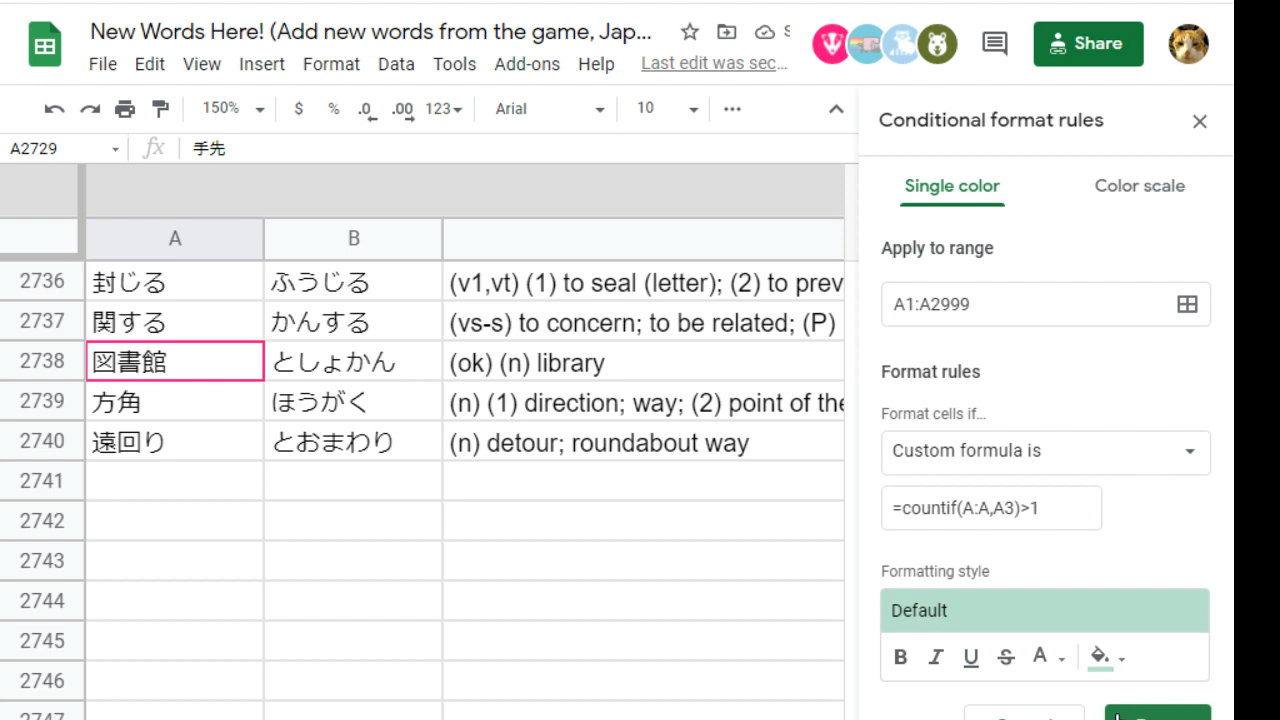 New Words Here! (Add new words from the game, Jap...
File Edit View Insert Format Data Tools Add-ons Help Last edit was sec...
Share
150% $ % .0 .00 123 Arial 10
A2729 fx 手先
Conditional format rules
Single color Color scale
Apply to range
A1:A2999
Format rules
Format cells if...
Custom formula is
=countif(A:A,A3)>1
Formatting style
Default
B I U S A
A B
2736 封じる ふうじる (v1,vt) (1) to seal (letter); (2) to prev
2737 関する かんする (vs-s) to concern; to be related; (P)
2738 図書館 としょかん (ok) (n) library
2739 方角 ほうがく (n) (1) direction; way; (2) point of the
2740 遠回り とおまわり (n) detour; roundabout way
2741
2742
2743
2744
2745
2746
2747